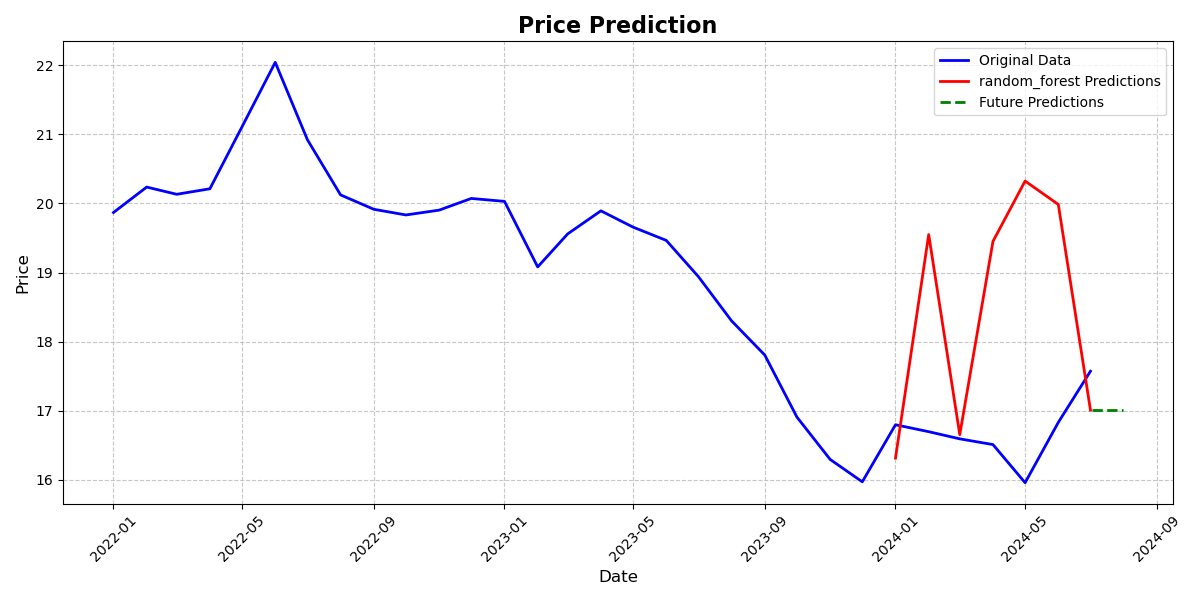 Price Prediction
Original Data
random_forest Predictions
Future Predictions
Price
22
21
20
19
18
17
16
2022-01
2022-05
2022-09
2023-01
2023-05
2023-09
2024-01
2024-05
2024-09
Date